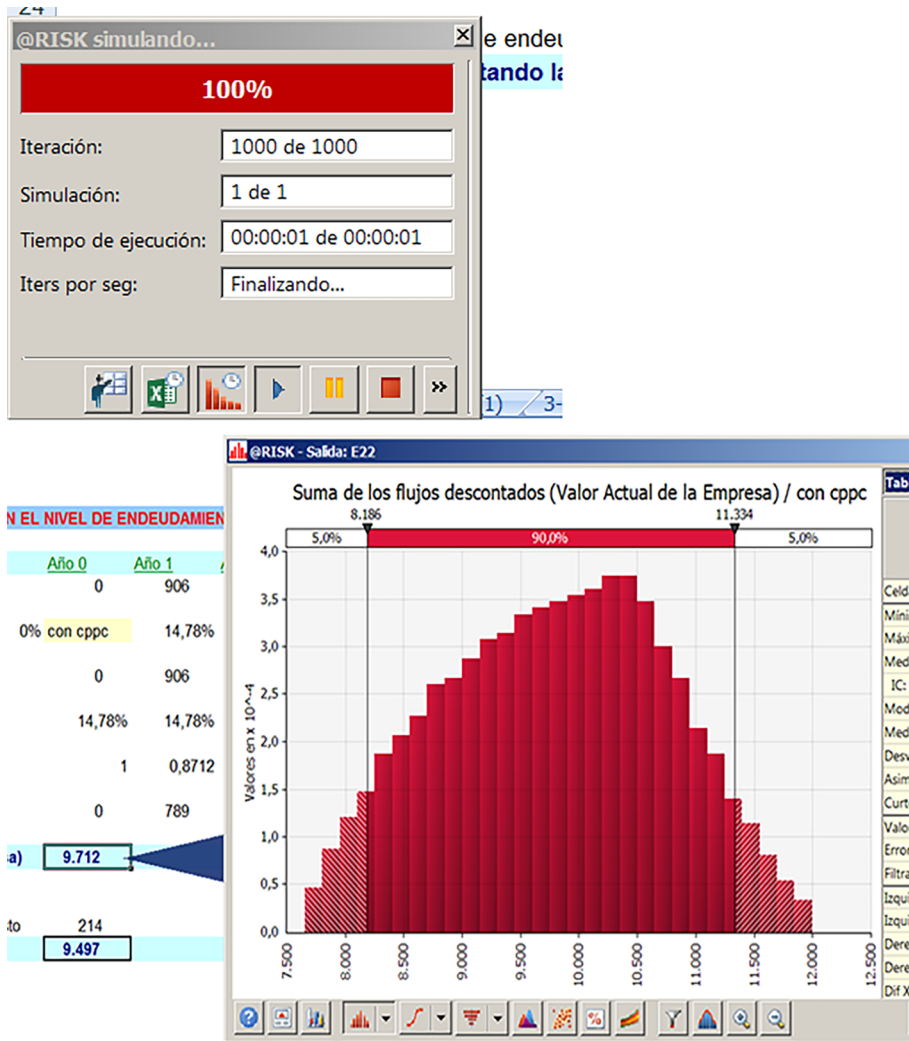 24
@RISK simulando...
e endeu
tando la
100%
Iteración: 1000 de 1000
Simulación: 1 de 1
Tiempo de ejecución: 00:00:01 de 00:00:01
Iters por seg: Finalizando...
(1) 3-
@RISK - Salida: E22
Suma de los flujos descontados (Valor Actual de la Empresa) / con cppc
8.186 11.334
5,0% 90,0% 5,0%
N EL NIVEL DE ENDEUDAMIEN
Año 0 Año 1
0 906
0% con cppc 14,78%
0 906
14,78% 14,78%
1 0,8712
0 789
sa) 9.712
sto 214
9.497
Valores en x 10^-4
4,0
3,5
3,0
2,5
2,0
1,5
1,0
0,5
0,0
7.500
8.000
8.500
9.000
9.500
10.000
10.500
11.000
11.500
12.000
12.500
Tab
Celd
Míni
Máxi
Med
IC:
Mod
Med
Desv
Asim
Curt
Valo
Erro
Filtra
Izqui
Izqui
Dere
Dere
Dif X